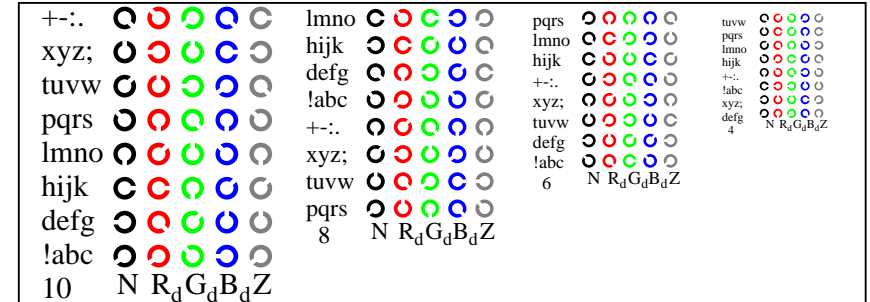 +-:.
xyz;
tuvw
pqrs
lmno
hijk
defg
!abc
10 N RdGdBdZ
lmno
hijk
defg
!abc
+-:.
xyz;
tuvw
pqrs
8 N RdGdBdZ
pqrs
lmno
hijk
+-:.
xyz;
tuvw
defg
!abc
6 N RdGdBdZ
tuvw
pqrs
lmno
hijk
+-:.
!abc
xyz;
defg
4 N RdGdBdZ